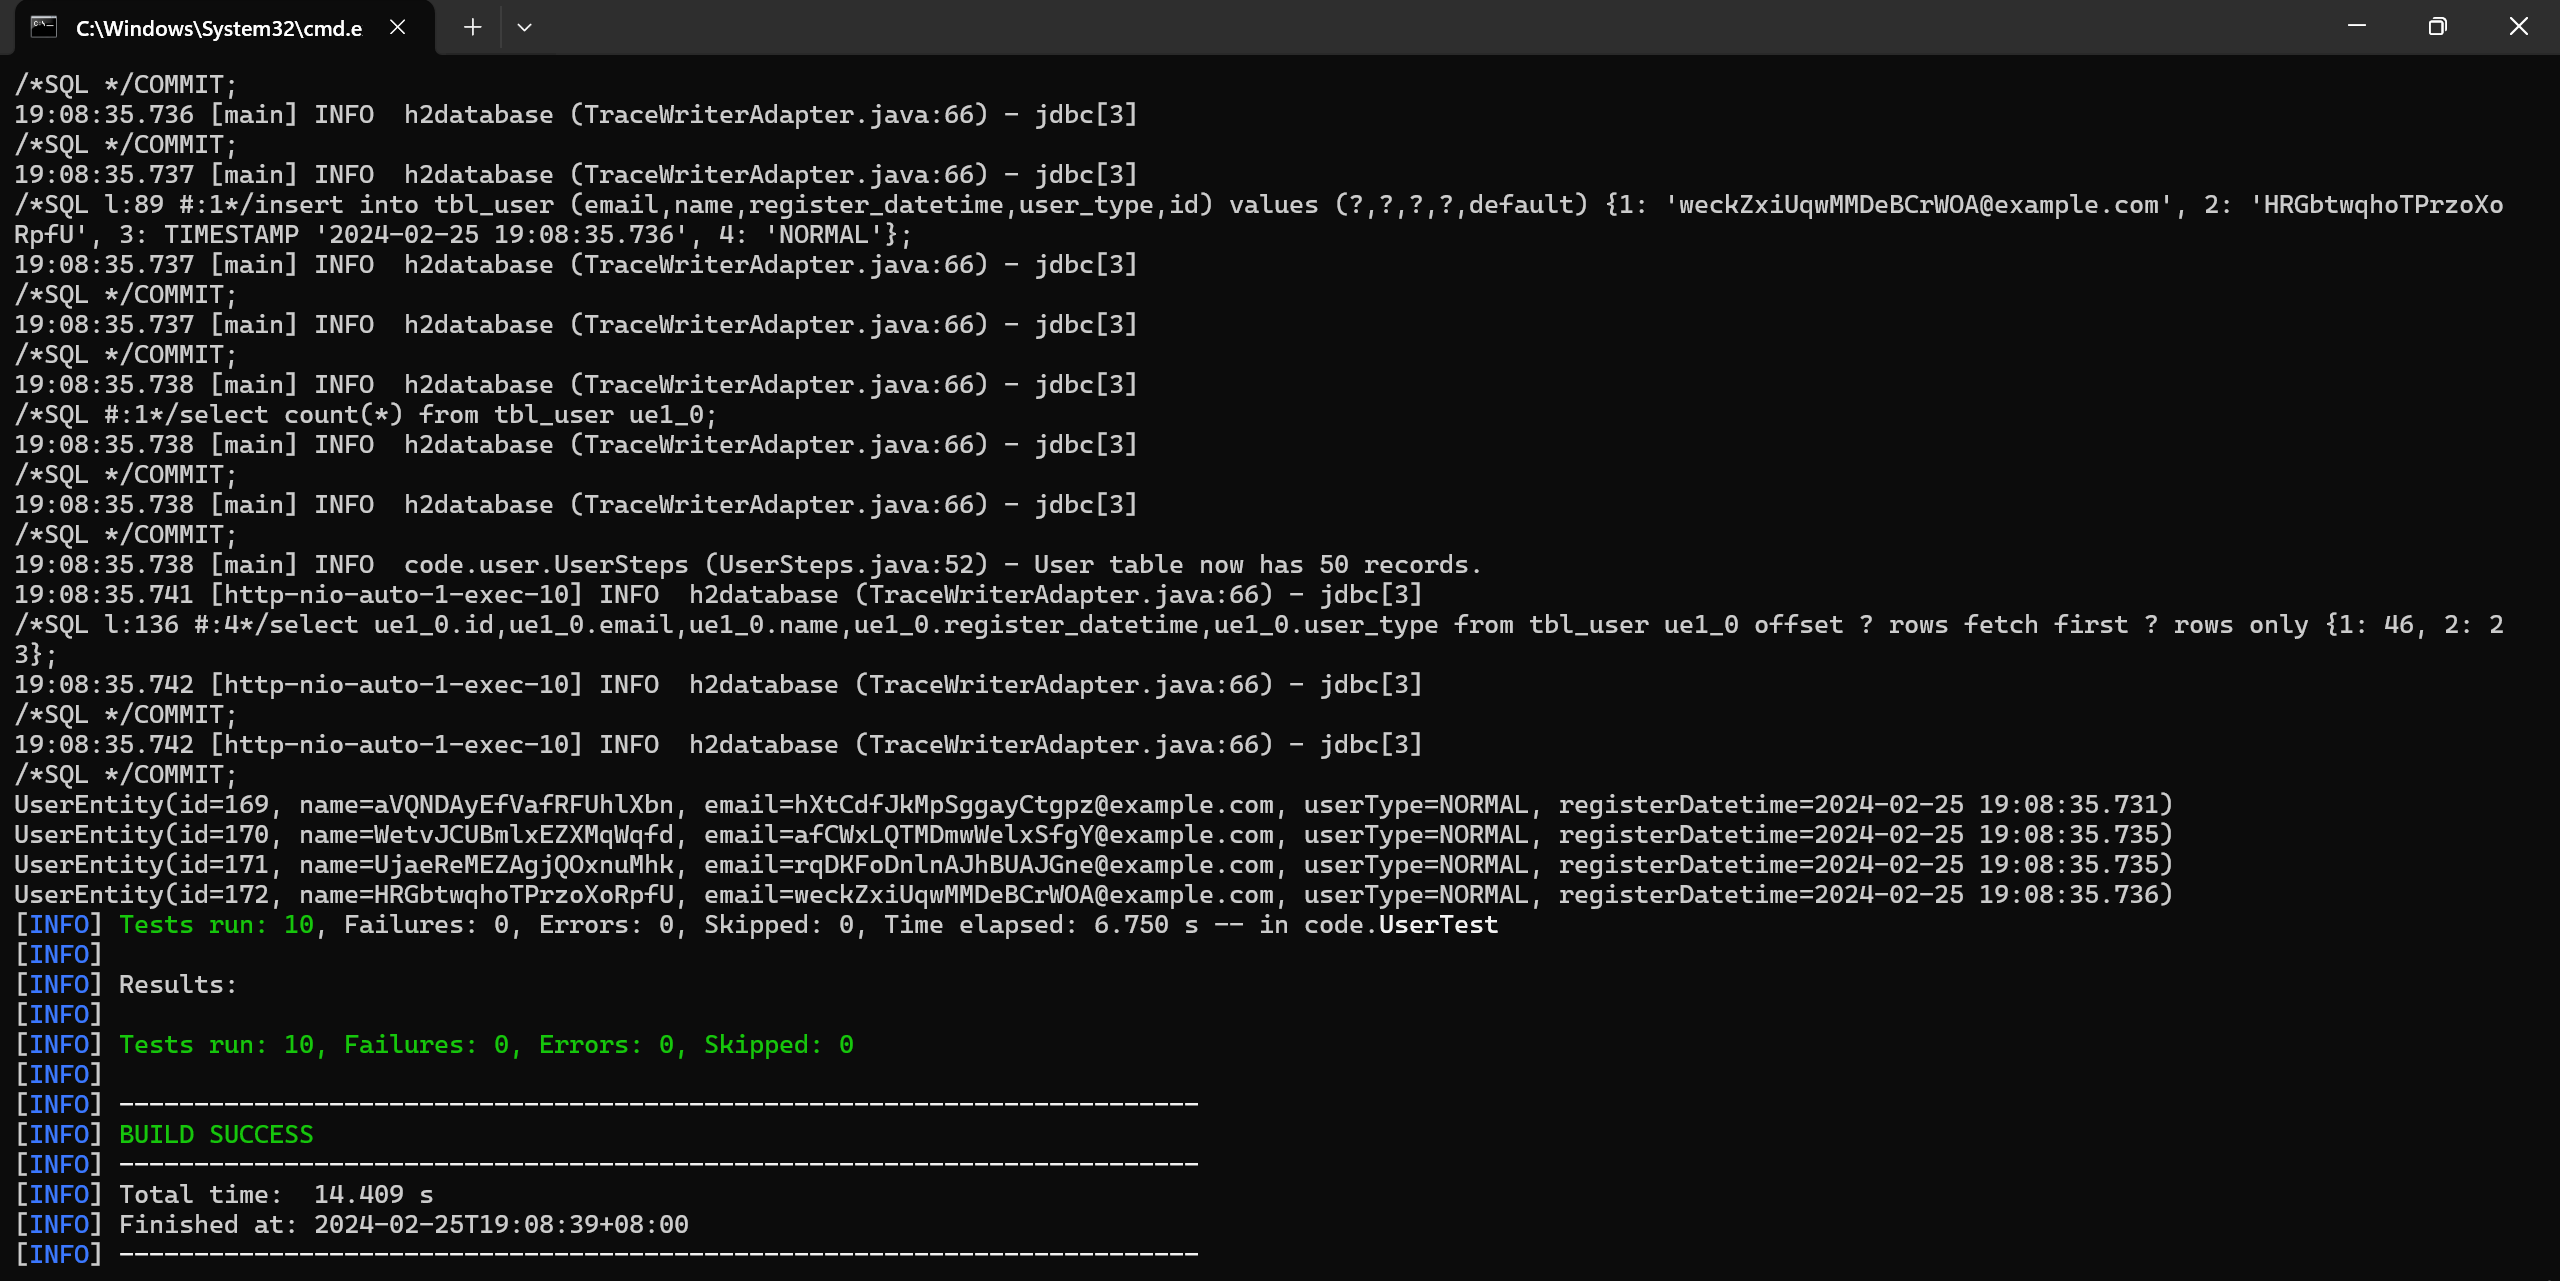 C:\Windows\System32\cmd.e
/*SQL */COMMIT;
19:08:35.736 [main] INFO  h2database (TraceWriterAdapter.java:66) - jdbc[3]
/*SQL */COMMIT;
19:08:35.737 [main] INFO  h2database (TraceWriterAdapter.java:66) - jdbc[3]
/*SQL l:89 #:1*/insert into tbl_user (email,name,register_datetime,user_type,id) values (?,?,?,?,default) {1: 'weckZxiUqwMMDeBCrWOA@example.com', 2: 'HRGbtwqhoTPrzoXo
RpfU', 3: TIMESTAMP '2024-02-25 19:08:35.736', 4: 'NORMAL'};
19:08:35.737 [main] INFO  h2database (TraceWriterAdapter.java:66) - jdbc[3]
/*SQL */COMMIT;
19:08:35.737 [main] INFO  h2database (TraceWriterAdapter.java:66) - jdbc[3]
/*SQL */COMMIT;
19:08:35.738 [main] INFO  h2database (TraceWriterAdapter.java:66) - jdbc[3]
/*SQL #:1*/select count(*) from tbl_user ue1_0;
19:08:35.738 [main] INFO  h2database (TraceWriterAdapter.java:66) - jdbc[3]
/*SQL */COMMIT;
19:08:35.738 [main] INFO  h2database (TraceWriterAdapter.java:66) - jdbc[3]
/*SQL */COMMIT;
19:08:35.738 [main] INFO  code.user.UserSteps (UserSteps.java:52) - User table now has 50 records.
19:08:35.741 [http-nio-auto-1-exec-10] INFO  h2database (TraceWriterAdapter.java:66) - jdbc[3]
/*SQL l:136 #:4*/select ue1_0.id,ue1_0.email,ue1_0.name,ue1_0.register_datetime,ue1_0.user_type from tbl_user ue1_0 offset ? rows fetch first ? rows only {1: 46, 2: 2
3};
19:08:35.742 [http-nio-auto-1-exec-10] INFO  h2database (TraceWriterAdapter.java:66) - jdbc[3]
/*SQL */COMMIT;
19:08:35.742 [http-nio-auto-1-exec-10] INFO  h2database (TraceWriterAdapter.java:66) - jdbc[3]
/*SQL */COMMIT;
UserEntity(id=169, name=aVQNDAyEfVafRFUhlXbn, email=hXtCdfJkMpSggayCtgpz@example.com, userType=NORMAL, registerDatetime=2024-02-25 19:08:35.731)
UserEntity(id=170, name=WetvJCUBmlxEZXMqWqfd, email=afCWxLQTMDmwWelxSfgY@example.com, userType=NORMAL, registerDatetime=2024-02-25 19:08:35.735)
UserEntity(id=171, name=UjaeReMEZAgjQOxnuMhk, email=rqDKFoDnlnAJhBUAJGne@example.com, userType=NORMAL, registerDatetime=2024-02-25 19:08:35.735)
UserEntity(id=172, name=HRGbtwqhoTPrzoXoRpfU, email=weckZxiUqwMMDeBCrWOA@example.com, userType=NORMAL, registerDatetime=2024-02-25 19:08:35.736)
[INFO] Tests run: 10, Failures: 0, Errors: 0, Skipped: 0, Time elapsed: 6.750 s -- in code.UserTest
[INFO]
[INFO] Results:
[INFO]
[INFO] Tests run: 10, Failures: 0, Errors: 0, Skipped: 0
[INFO]
[INFO] ------------------------------------------------------------------------
[INFO] BUILD SUCCESS
[INFO] ------------------------------------------------------------------------
[INFO] Total time:  14.409 s
[INFO] Finished at: 2024-02-25T19:08:39+08:00
[INFO] ------------------------------------------------------------------------